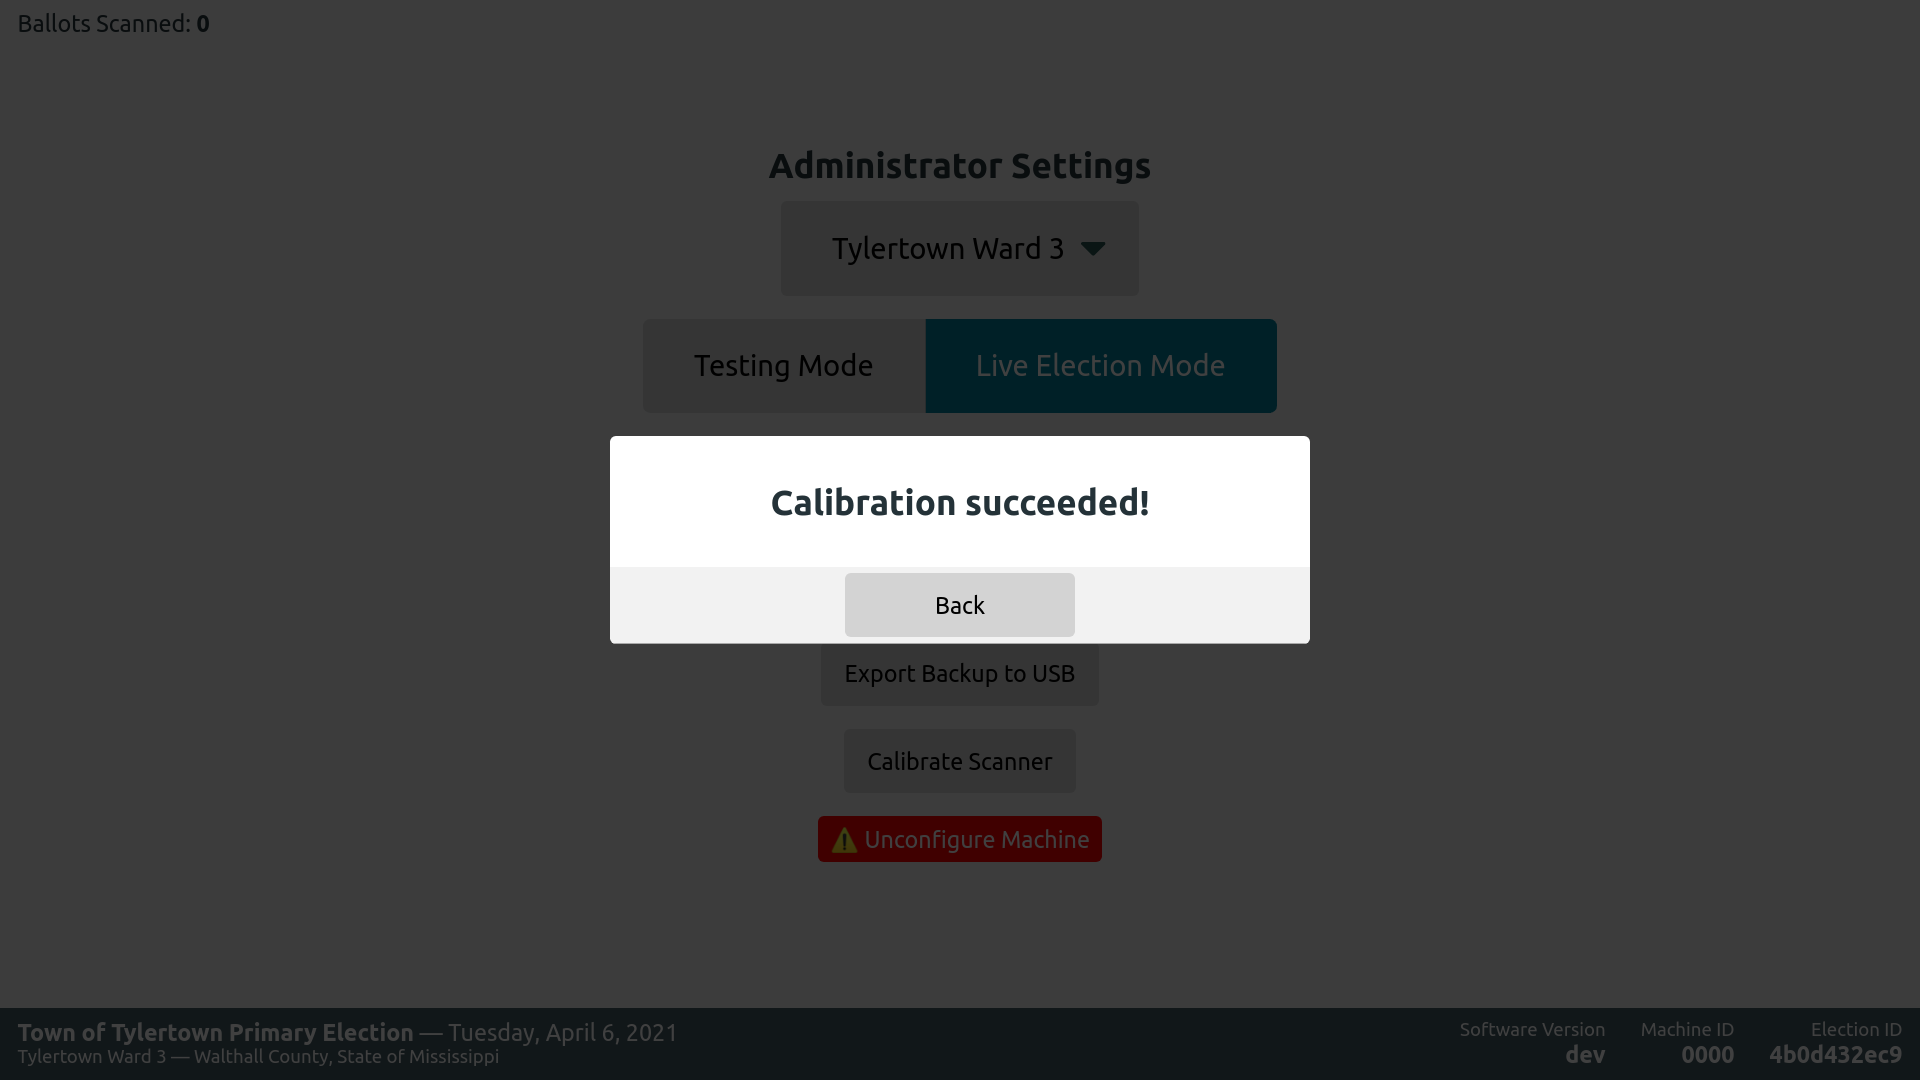 Ballots Scanned: 0
Administrator Settings
Tylertown Ward 3
Testing Mode
Live Election Mode
Calibration succeeded!
Back
Export Backup to USB
Calibrate Scanner
Unconfigure Machine
Town of Tylertown Primary Election — Tuesday, April 6, 2021
Tylertown Ward 3 — Walthall County, State of Mississippi
Software Version
dev
Machine ID
0000
Election ID
4b0d432ec9